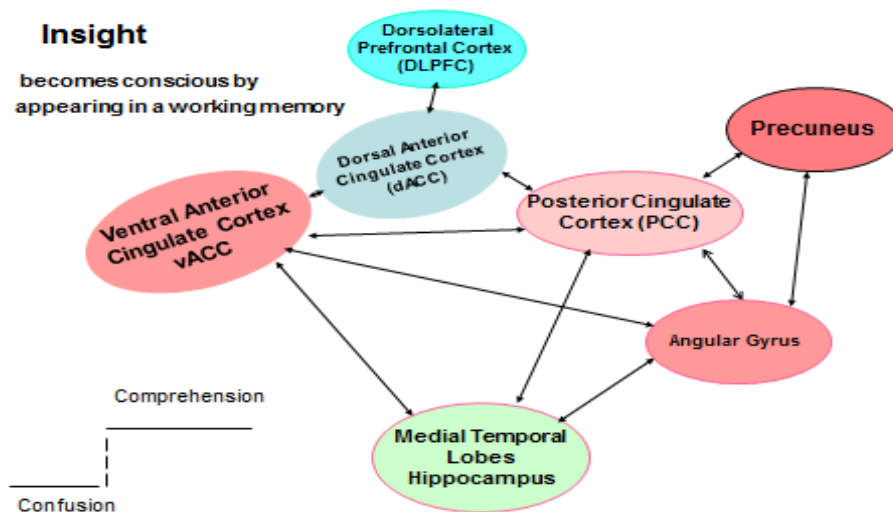 Insight
becomes conscious by
appearing in a working memory
Dorsolateral
Prefrontal Cortex
(DLPFC)
Dorsal Anterior
Cingulate Cortex
(dACC)
Precuneus
Ventral Anterior
Cingulate Cortex
vACC
Posterior Cingulate
Cortex (PCC)
Angular Gyrus
Comprehension
Confusion
Medial Temporal
Lobes
Hippocampus